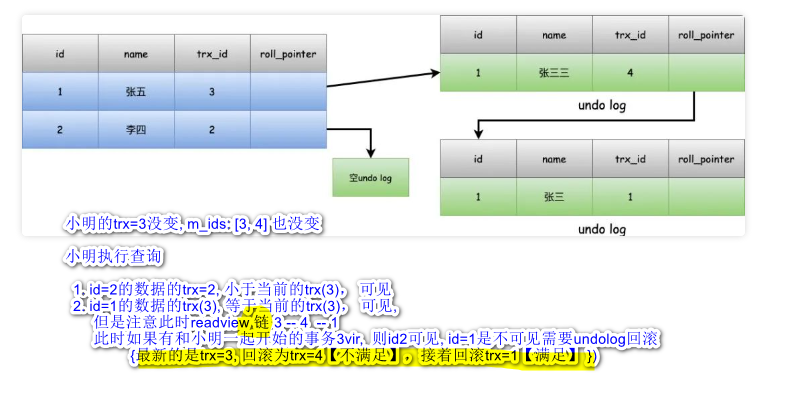 id name trx_id roll_pointer
1 张五 3
2 李四 2
空undo log
id name trx_id roll_pointer
1 张三三 4
undo log
id name trx_id roll_pointer
1 张三 1
undo log
小明的trx=3没变, m_ids: [3, 4] 也没变
小明执行查询
1, id=2的数据的trx=2, 小于当前的trx(3)， 可见
2. id=1的数据的trx(3), 等于当前的trx(3)， 可见,
但是注意此时readview,链 3 -- 4 -- 1
此时如果有和小明一起开始的事务3vir, 则id2可见, id=1是不可见需要undolog回滚
{最新的是trx=3, 回滚为trx=4【不满足】， 接着回滚trx=1【满足】 })